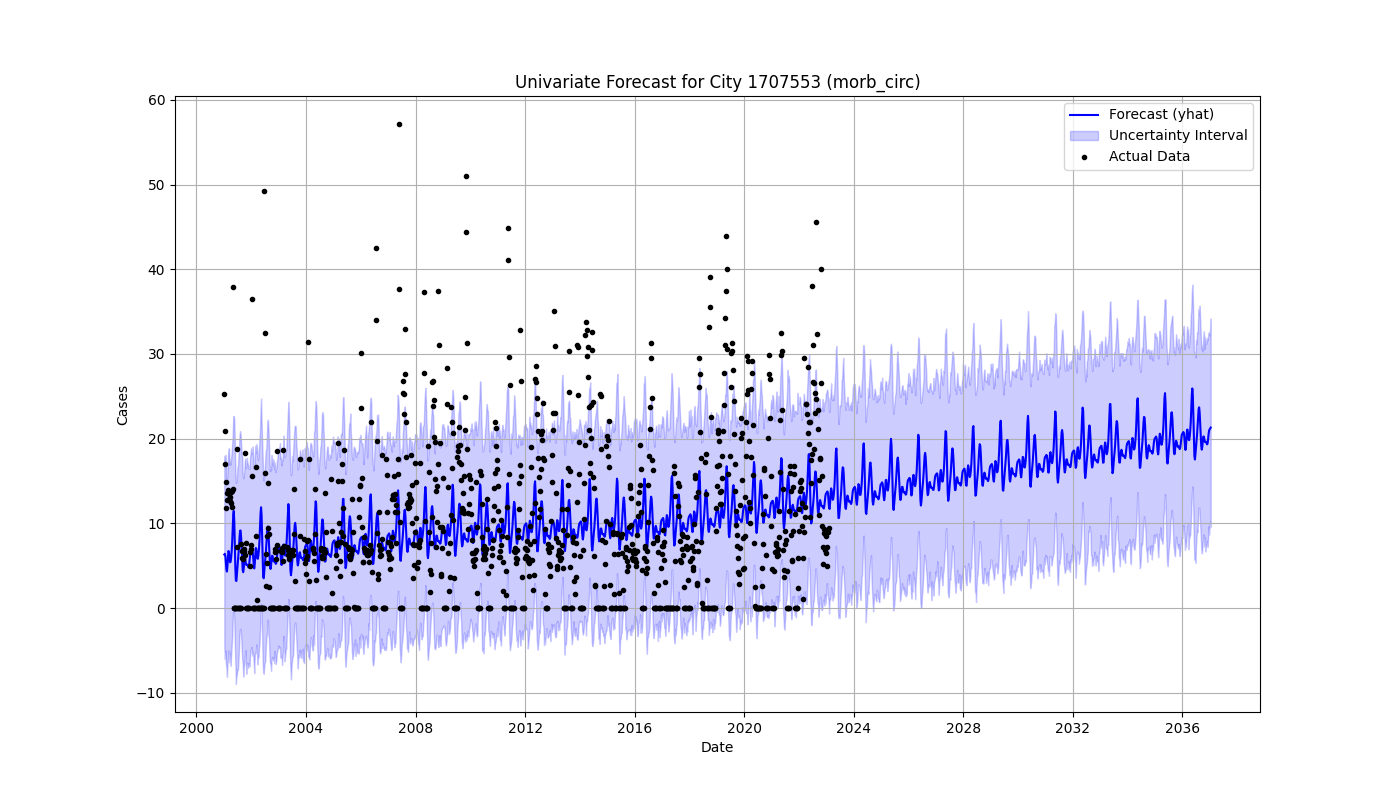 Univariate Forecast for City 1707553 (morb_circ)
Forecast (yhat)
Uncertainty Interval
Actual Data
Cases
60
50
40
30
20
10
0
−10
2000 2004 2008 2012 2016 2020 2024 2028 2032 2036
Date